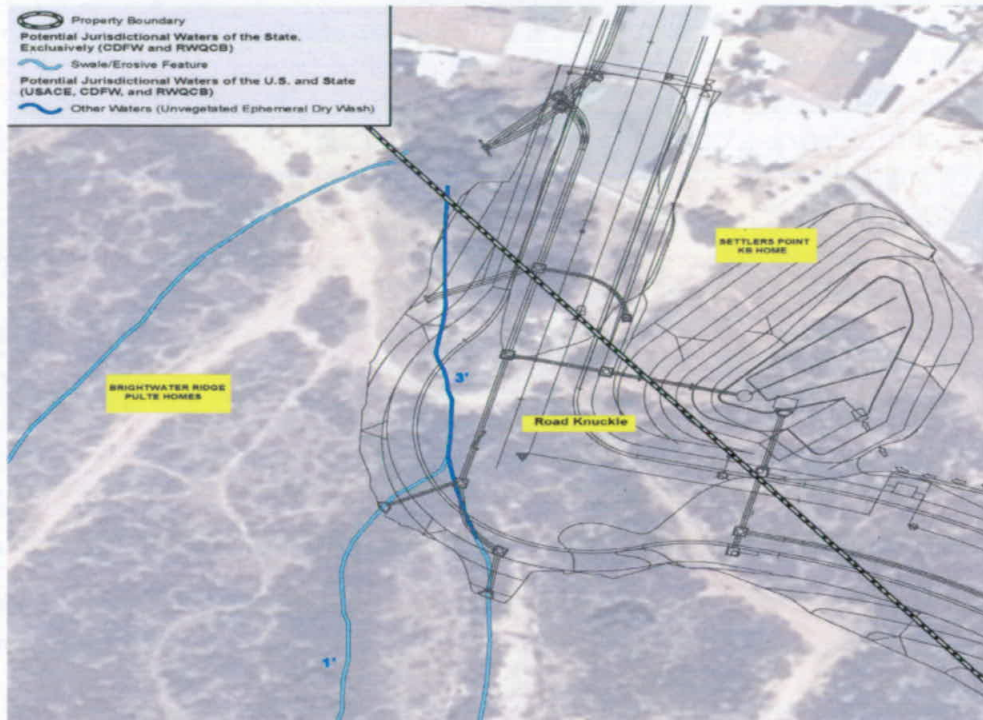 Property Boundary
Potential Jurisdictional Waters of the State,
Exclusively (CDFW and RWQCB)
Swale/Erosive Feature
Potential Jurisdictional Waters of the U.S. and State
(USACE, CDFW, and RWQCB)
Other Waters (Unvegetated Ephemeral Dry Wash)
SETTLERS POINT
KB HOME
BRIGHTWATER RIDGE
PULTE HOMES
3'
Road Knuckle
1'